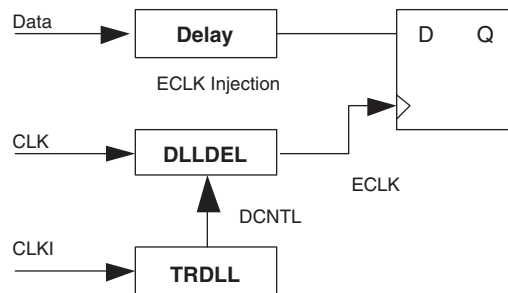 Data
Delay
D Q
ECLK Injection
CLK
DLLDEL
ECLK
DCNTL
CLKI
TRDLL